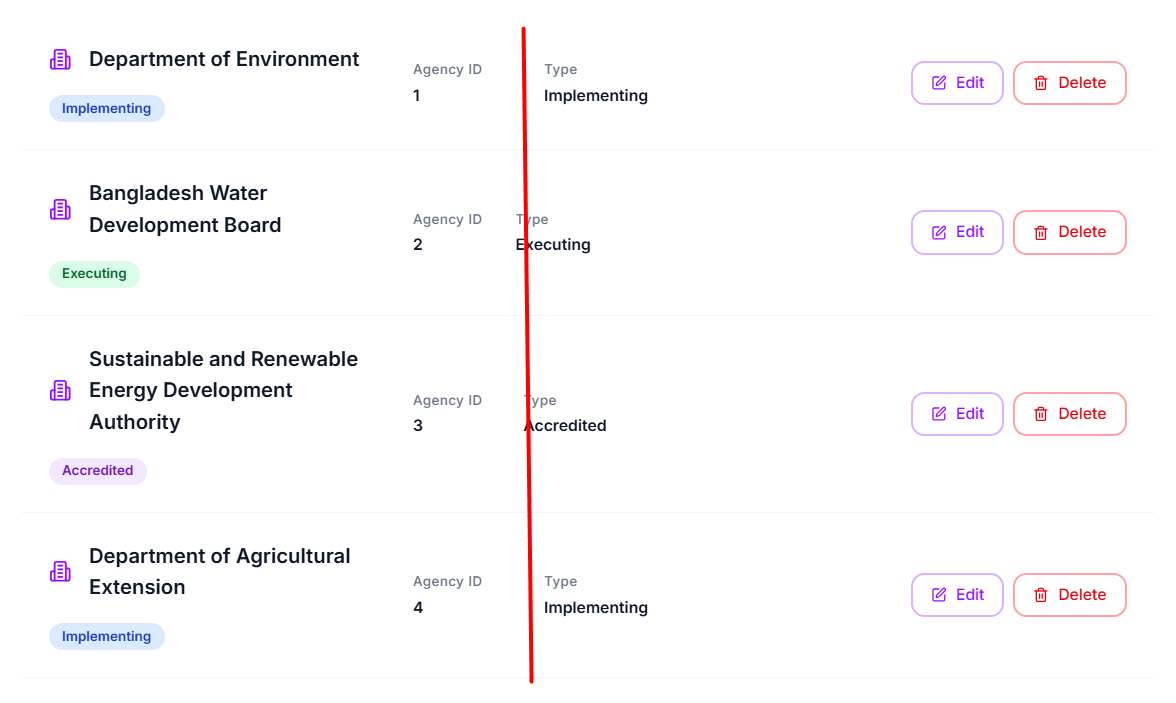 Department of Environment
Implementing
Agency ID
1
Type
Implementing
Edit
Delete
Bangladesh Water
Development Board
Executing
Agency ID
2
Type
Executing
Edit
Delete
Sustainable and Renewable
Energy Development
Authority
Accredited
Agency ID
3
Type
Accredited
Edit
Delete
Department of Agricultural
Extension
Implementing
Agency ID
4
Type
Implementing
Edit
Delete